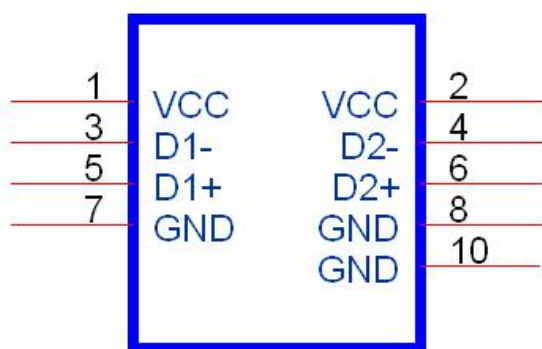 1 VCC VCC 2
3 D1- D2- 4
5 D1+ D2+ 6
7 GND GND 8
GND 10